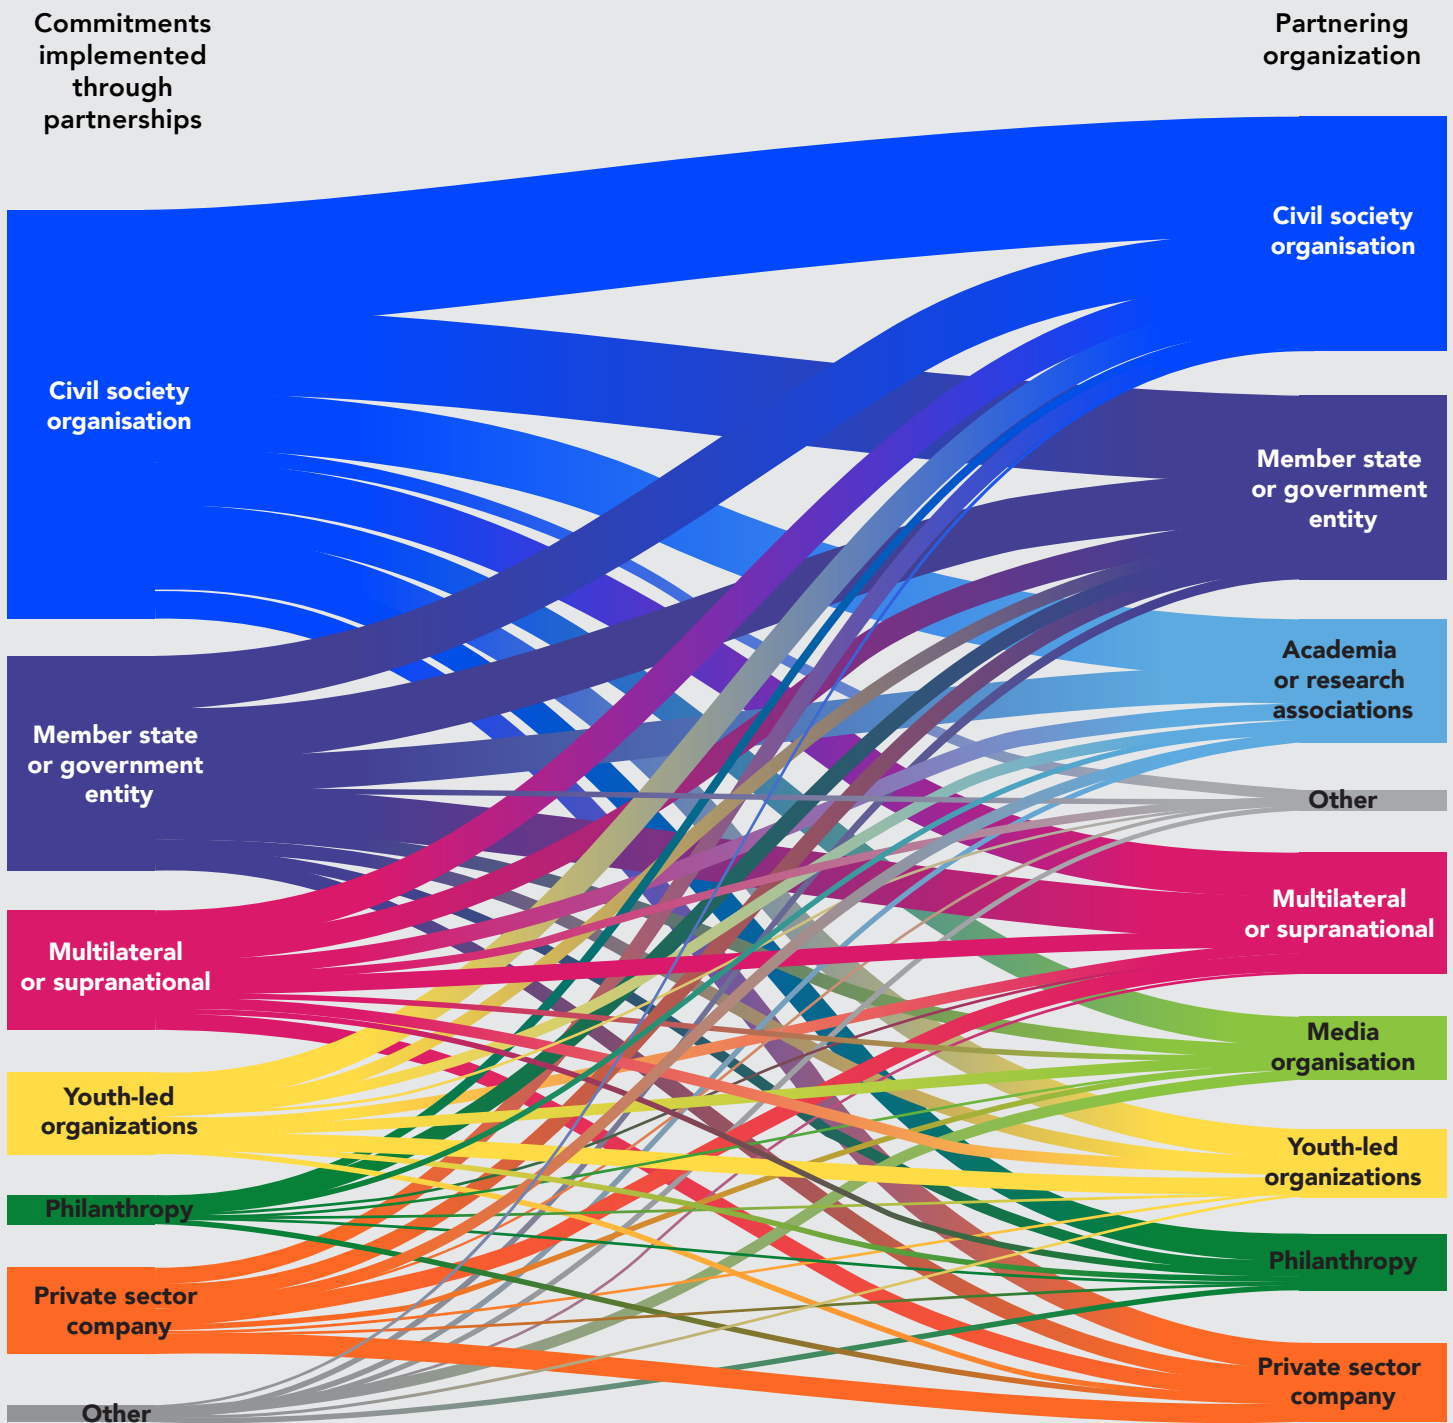 Commitments
implemented
through
partnerships
Partnering
organization
Civil society
organisation
Member state
or government
entity
Multilateral
or supranational
Youth-led
organizations
Philanthropy
Private sector
company
Other
Civil society
organisation
Member state
or government
entity
Academia
or research
associations
Other
Multilateral
or supranational
Media
organisation
Youth-led
organizations
Philanthropy
Private sector
company